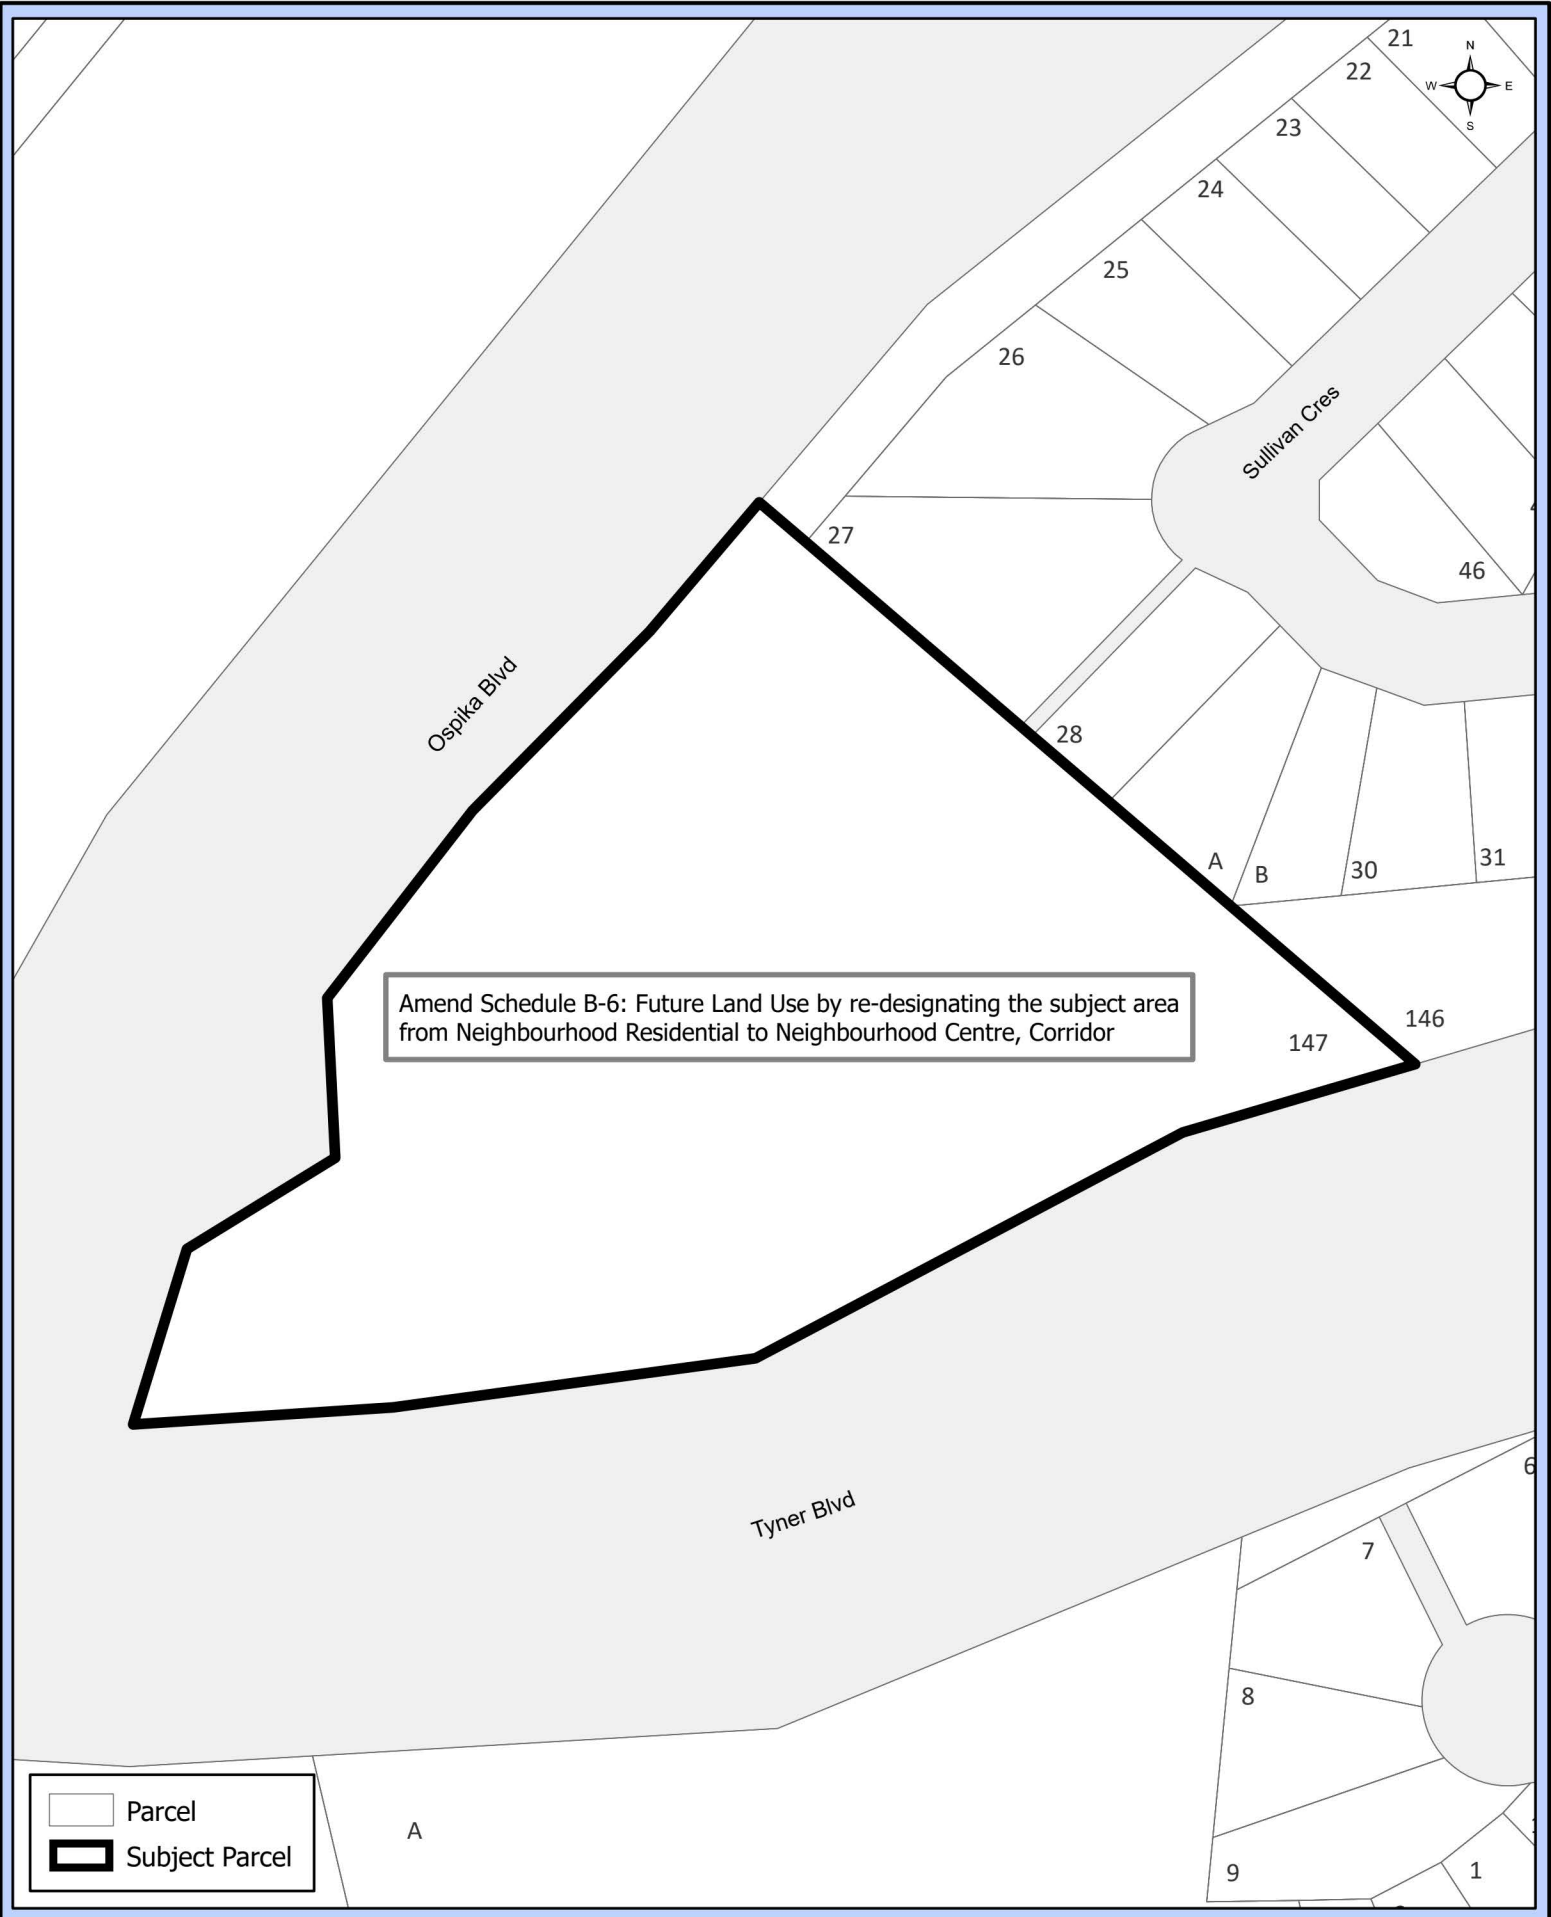 21
N
22
W
E
S
23
24
25
26
Sullivan Cres
27
46
Ospika Blvd
28
A
B
30
31
Amend Schedule B-6: Future Land Use by re-designating the subject area
from Neighbourhood Residential to Neighbourhood Centre, Corridor
146
147
6
Tyner Blvd
7
8
Parcel
A
Subject Parcel
9
1